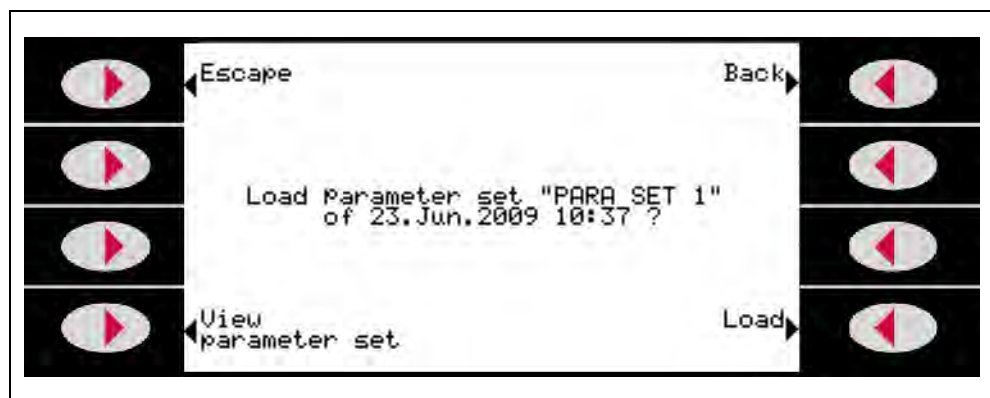 Escape
Back
Load parameter set "PARA SET 1"
of 23.Jun.2009 10:37 ?
View
parameter set
Load